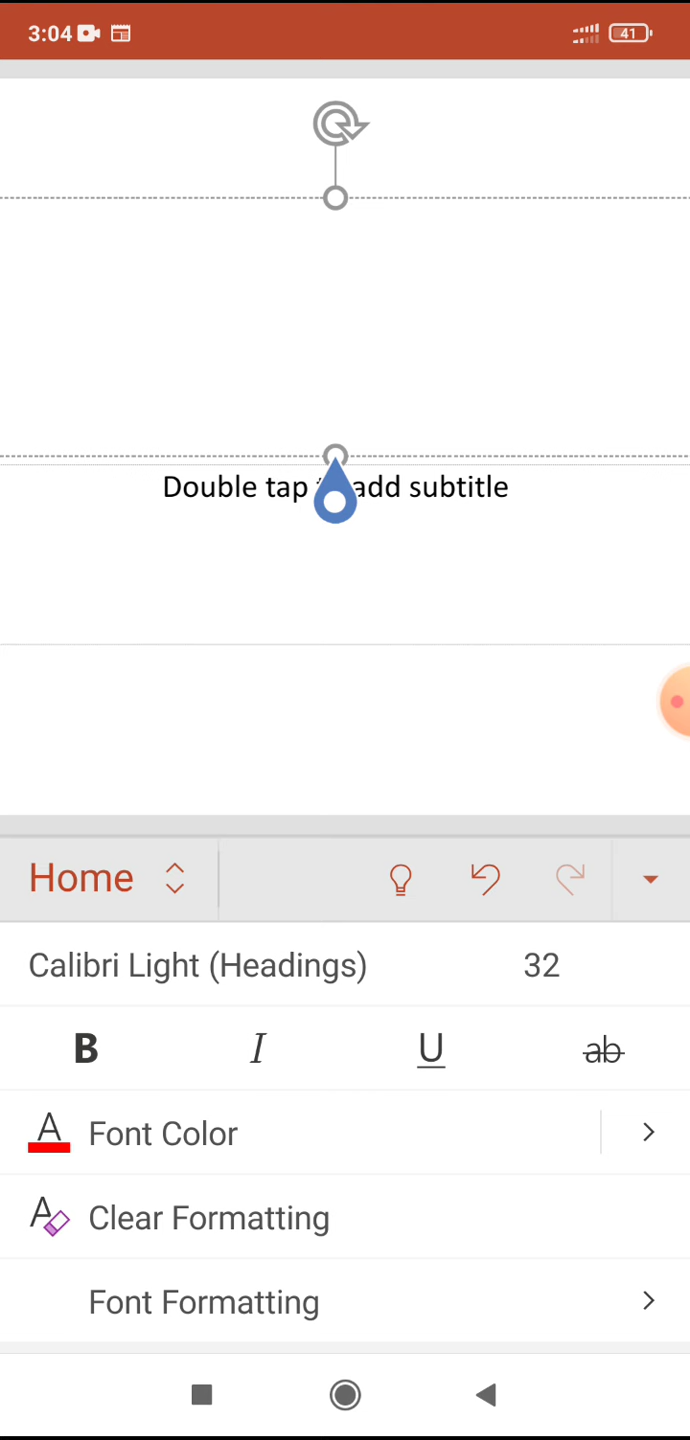 3:04
41
Double tap add subtitle
Home
Calibri Light (Headings) 32
B I U ab
A Font Color
A Clear Formatting
Font Formatting